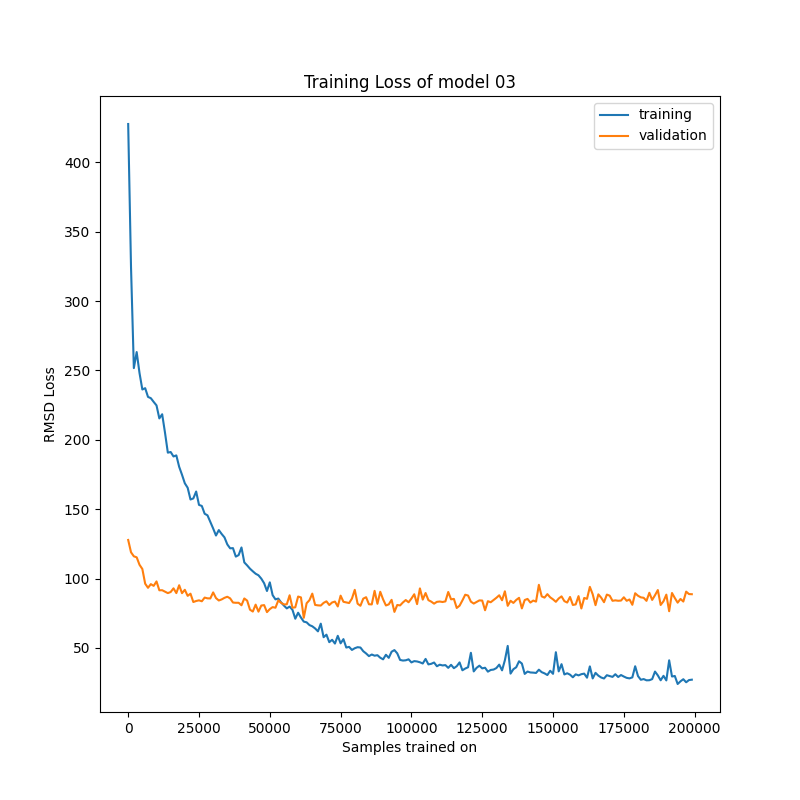 Training Loss of model 03
training
validation
RMSD Loss
400
350
300
250
200
150
100
50
0 25000 50000 75000 100000 125000 150000 175000 200000
Samples trained on